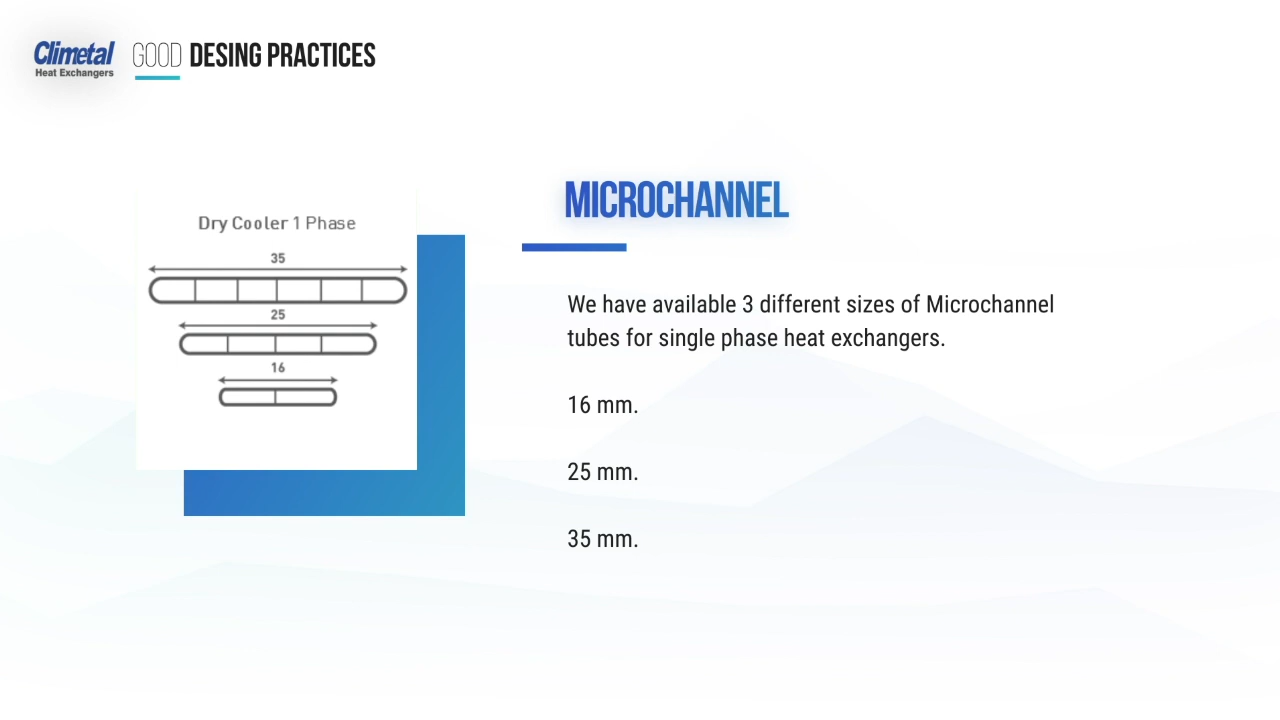 Climetal
Heat Exchangers
GOOD DESING PRACTICES
Dry Cooler 1 Phase
35
25
16
MICROCHANNEL
We have available 3 different sizes of Microchannel
tubes for single phase heat exchangers.
16 mm.
25 mm.
35 mm.